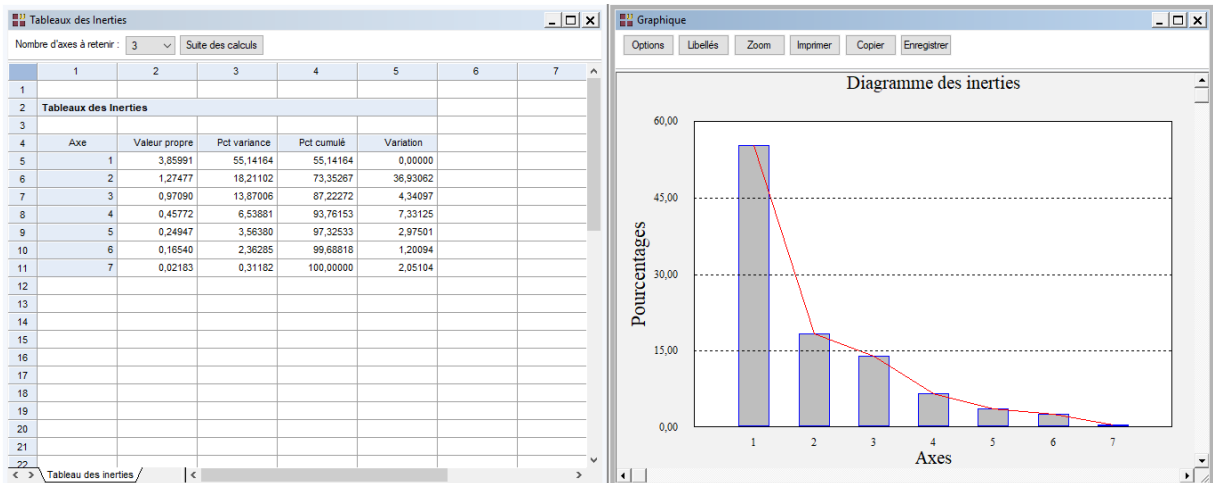 Tableaux des Inerties
Nombre d'axes à retenir : 3 Suite des calculs
1 2 3 4 5 6 7
1
2 Tableaux des Inerties
3
4 Axe Valeur propre Pct variance Pct cumulé Variation
5 1 3,85991 55,14164 55,14164 0,00000
6 2 1,27477 18,21102 73,35267 36,93062
7 3 0,97090 13,87006 87,22272 4,34097
8 4 0,45772 6,53881 93,76153 7,33125
9 5 0,24947 3,56380 97,32533 2,97501
10 6 0,16540 2,36285 99,68818 1,20094
11 7 0,02183 0,31182 100,00000 2,05104
12
13
14
15
16
17
18
19
20
21
22
Tableau des inerties
Graphique
Options Libellés Zoom Imprimer Copier Enregistrer
Diagramme des inerties
60,00
45,00
30,00
15,00
0,00
Pourcentages
1 2 3 4 5 6 7
Axes